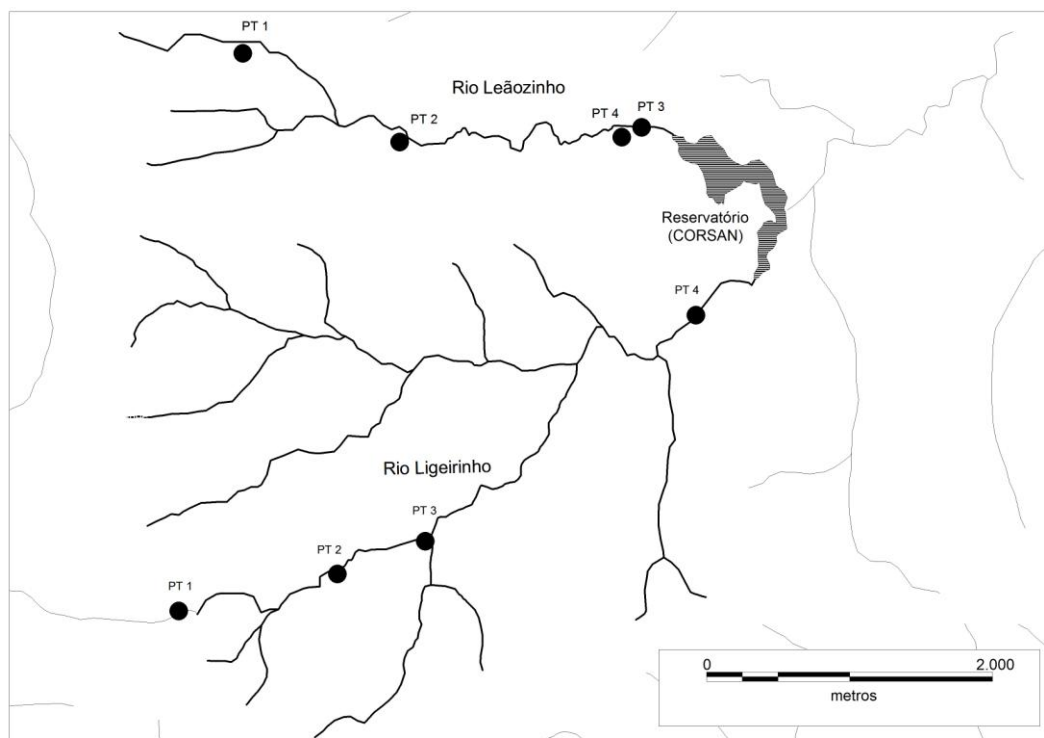 PT 1
Rio Leãozinho
PT 2
PT 4
PT 3
Reservatório
(CORSAN)
PT 4
Rio Ligeirinho
PT 3
PT 2
PT 1
0
2.000
metros